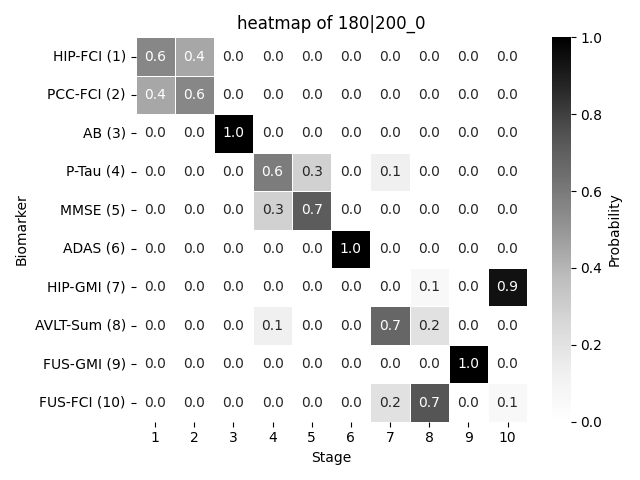 heatmap of 180|200_0
HIP-FCI (1) 0.6 0.4 0.0 0.0 0.0 0.0 0.0 0.0 0.0 0.0
PCC-FCI (2) 0.4 0.6 0.0 0.0 0.0 0.0 0.0 0.0 0.0 0.0
AB (3) 0.0 0.0 1.0 0.0 0.0 0.0 0.0 0.0 0.0 0.0
P-Tau (4) 0.0 0.0 0.0 0.6 0.3 0.0 0.1 0.0 0.0 0.0
MMSE (5) 0.0 0.0 0.0 0.3 0.7 0.0 0.0 0.0 0.0 0.0
ADAS (6) 0.0 0.0 0.0 0.0 0.0 1.0 0.0 0.0 0.0 0.0
HIP-GMI (7) 0.0 0.0 0.0 0.0 0.0 0.0 0.0 0.1 0.0 0.9
AVLT-Sum (8) 0.0 0.0 0.0 0.1 0.0 0.0 0.7 0.2 0.0 0.0
FUS-GMI (9) 0.0 0.0 0.0 0.0 0.0 0.0 0.0 0.0 1.0 0.0
FUS-FCI (10) 0.0 0.0 0.0 0.0 0.0 0.0 0.2 0.7 0.0 0.1
1 2 3 4 5 6 7 8 9 10
Stage
Biomarker
1.0
0.8
0.6
0.4
0.2
0.0
Probability